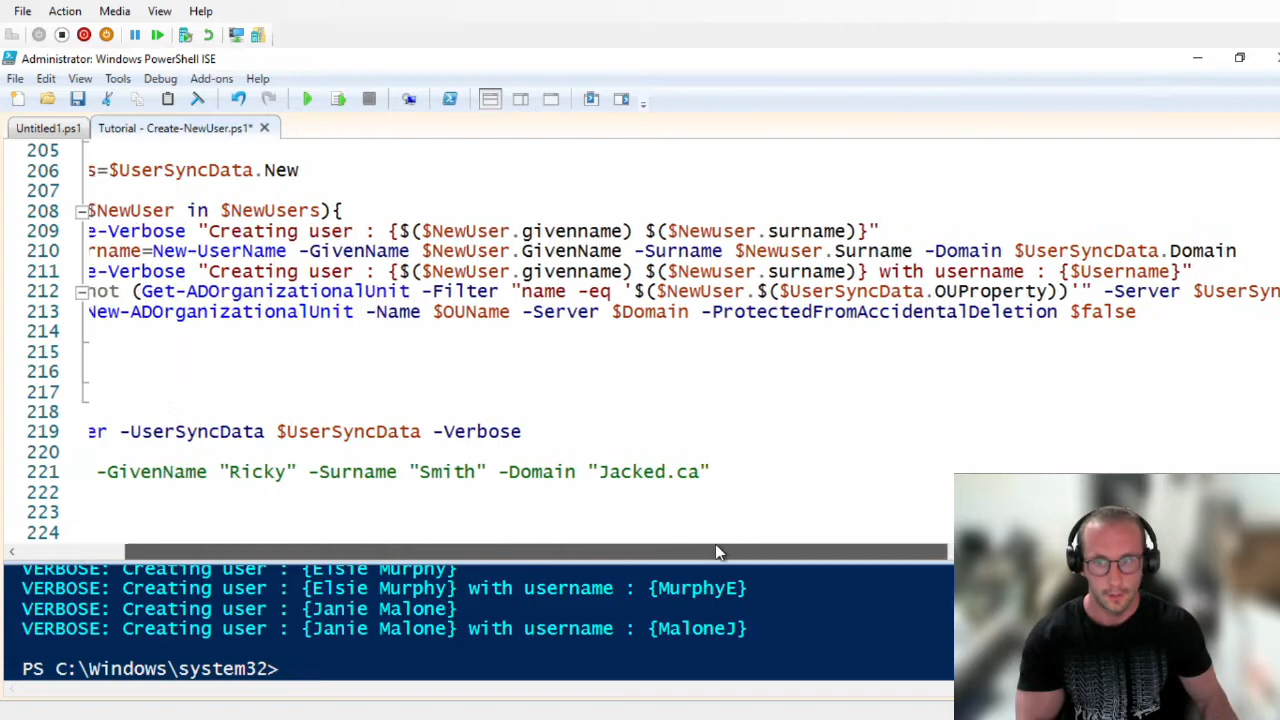 File Action Media View Help
Administrator: Windows PowerShell ISE
File Edit View Tools Debug Add-ons Help
Untitled1.ps1 Tutorial - Create-NewUser.ps1*
205
206 s=$UserSyncData.New
207
208 $NewUser in $NewUsers){
209 e-Verbose "Creating user : {$($NewUser.givenname) $($Newuser.surname)}"
210 rname=New-UserName -GivenName $NewUser.GivenName -Surname $Newuser.Surname -Domain $UserSyncData.Domain
211 e-Verbose "Creating user : {$($NewUser.givenname) $($Newuser.surname)} with username : {$Username}"
212 not (Get-ADOrganizationalUnit -Filter "name -eq '$($NewUser.$($UserSyncData.OUProperty))'" -Server $UserSyn
213 New-ADOrganizationalUnit -Name $OUName -Server $Domain -ProtectedFromAccidentalDeletion $false
214
215
216
217
218
219 er -UserSyncData $UserSyncData -Verbose
220
221 -GivenName "Ricky" -Surname "Smith" -Domain "Jacked.ca"
222
223
224
VERBOSE: Creating user : {Elsie Murphy}
VERBOSE: Creating user : {Elsie Murphy} with username : {MurphyE}
VERBOSE: Creating user : {Janie Malone}
VERBOSE: Creating user : {Janie Malone} with username : {MaloneJ}
PS C:\Windows\system32>